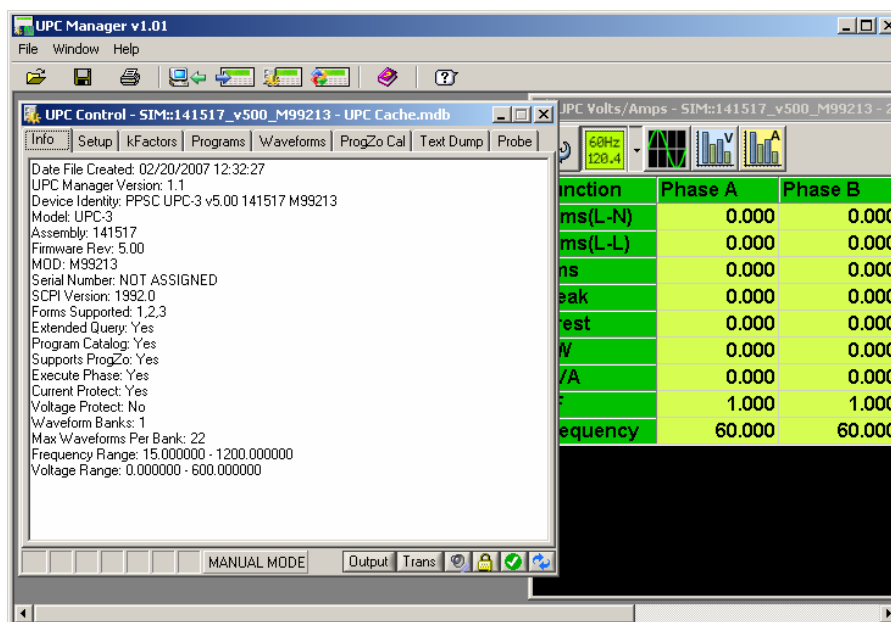 UPC Manager v1.01
File Window Help
UPC Control - SIM::141517_v500_M99213 - UPC Cache.mdb
Info Setup kFactors Programs Waveforms ProgZo Cal Text Dump Probe
Date File Created: 02/20/2007 12:32:27
UPC Manager Version: 1.1
Device Identity: PPSC UPC-3 v5.00 141517 M99213
Model: UPC-3
Assembly: 141517
Firmware Rev: 5.00
MOD: M99213
Serial Number: NOT ASSIGNED
SCPI Version: 1992.0
Forms Supported: 1,2,3
Extended Query: Yes
Program Catalog: Yes
Supports ProgZo: Yes
Execute Phase: Yes
Current Protect: Yes
Voltage Protect: No
Waveform Banks: 1
Max Waveforms Per Bank: 22
Frequency Range: 15.000000 - 1200.000000
Voltage Range: 0.000000 - 600.000000
MANUAL MODE Output Trans
UPC Volts/Amps - SIM::141517_v500_M99213 - 2
60Hz
120.4
V A
unction Phase A Phase B
ms(L-N) 0.000 0.000
ms(L-L) 0.000 0.000
ms 0.000 0.000
eak 0.000 0.000
rest 0.000 0.000
W 0.000 0.000
VA 0.000 0.000
F 1.000 1.000
equency 60.000 60.000